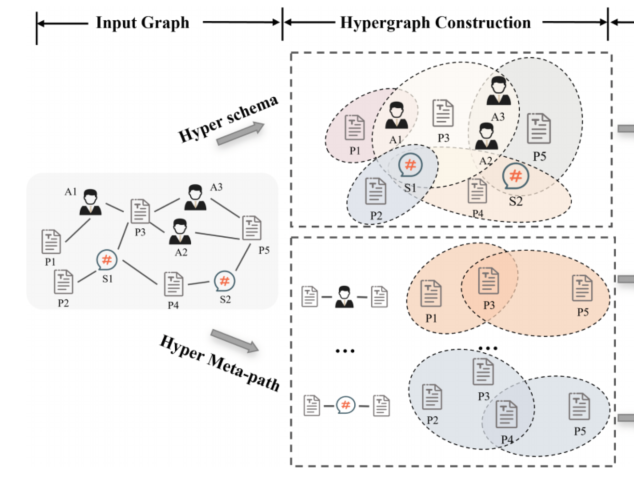 Input Graph
Hypergraph Construction
Hyper schema
A1
A3
P3
A2
P1
P5
S1
P2
P4
S2
Hyper Meta-path
A3
P3
A1
P1
A2
P5
S1
S2
P4
P2
P1
P3
P5
...
...
P3
P2
P4
P5